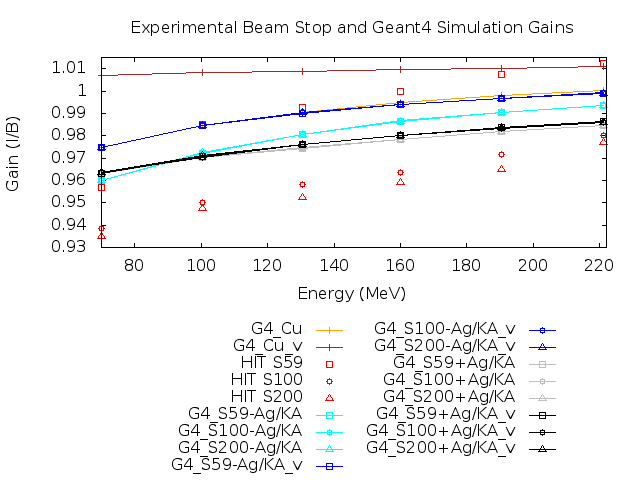 Experimental Beam Stop and Geant4 Simulation Gains
1.01
1
0.99
0.98
0.97
0.96
0.95
0.94
0.93
Gain (I/B)
80 100 120 140 160 180 200 220
Energy (MeV)
G4_Cu
G4_Cu_v
HIT S59
HIT S100
HIT S200
G4_S59-Ag/KA
G4_S100-Ag/KA
G4_S200-Ag/KA
G4_S59-Ag/KA_v
G4_S100-Ag/KA_v
G4_S200-Ag/KA_v
G4_S59+Ag/KA
G4_S100+Ag/KA
G4_S200+Ag/KA
G4_S59+Ag/KA_v
G4_S100+Ag/KA_v
G4_S200+Ag/KA_v